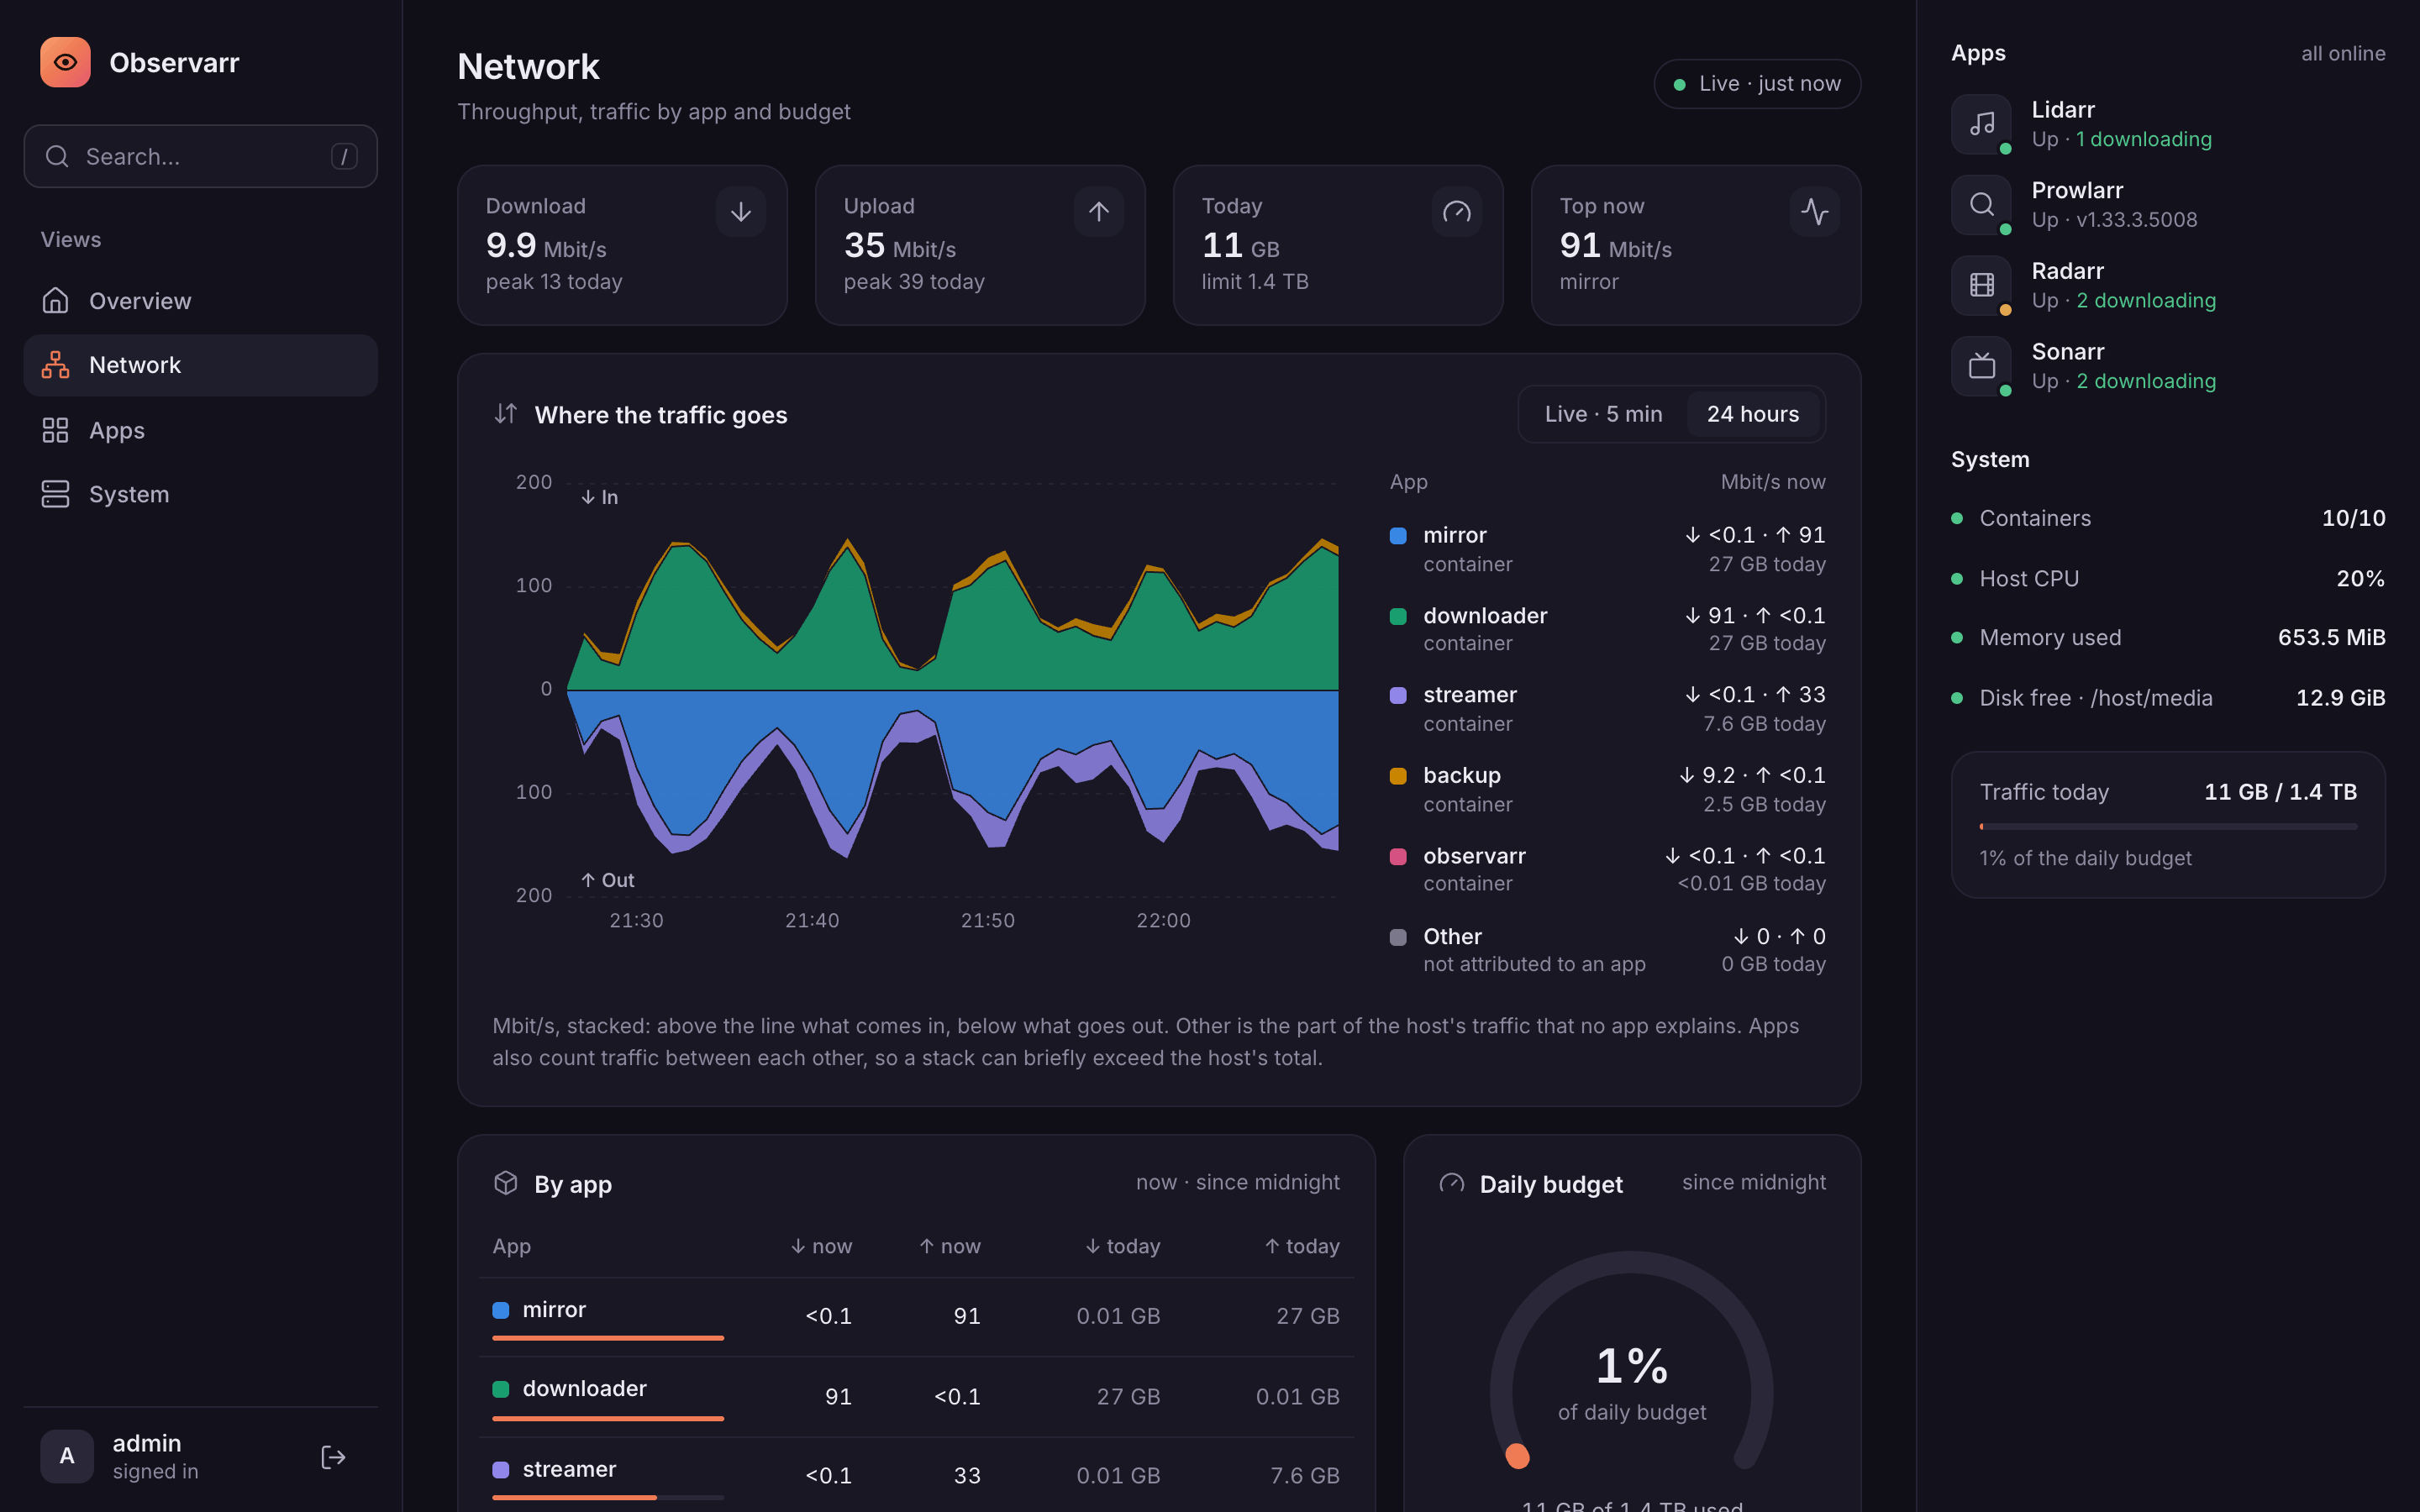 Observarr
Search...
/
Views
Overview
Network
Apps
System
A
admin
signed in
Network
Throughput, traffic by app and budget
Live · just now
Download
9.9 Mbit/s
peak 13 today
Upload
35 Mbit/s
peak 39 today
Today
11 GB
limit 1.4 TB
Top now
91 Mbit/s
mirror
Where the traffic goes
Live · 5 min
24 hours
200
↓ In
100
0
100
↑ Out
200
21:30
21:40
21:50
22:00
App
Mbit/s now
mirror
↓ <0.1 · ↑ 91
container
27 GB today
downloader
↓ 91 · ↑ <0.1
container
27 GB today
streamer
↓ <0.1 · ↑ 33
container
7.6 GB today
backup
↓ 9.2 · ↑ <0.1
container
2.5 GB today
observarr
↓ <0.1 · ↑ <0.1
container
<0.01 GB today
Other
↓ 0 · ↑ 0
not attributed to an app
0 GB today
Mbit/s, stacked: above the line what comes in, below what goes out. Other is the part of the host's traffic that no app explains. Apps
also count traffic between each other, so a stack can briefly exceed the host's total.
By app
now · since midnight
App
↓ now
↑ now
↓ today
↑ today
mirror
<0.1
91
0.01 GB
27 GB
downloader
91
<0.1
27 GB
0.01 GB
streamer
<0.1
33
0.01 GB
7.6 GB
Daily budget
since midnight
1%
of daily budget
11 GB of 1.4 TB used
Apps
all online
Lidarr
Up · 1 downloading
Prowlarr
Up · v1.33.3.5008
Radarr
Up · 2 downloading
Sonarr
Up · 2 downloading
System
Containers
10/10
Host CPU
20%
Memory used
653.5 MiB
Disk free · /host/media
12.9 GiB
Traffic today
11 GB / 1.4 TB
1% of the daily budget